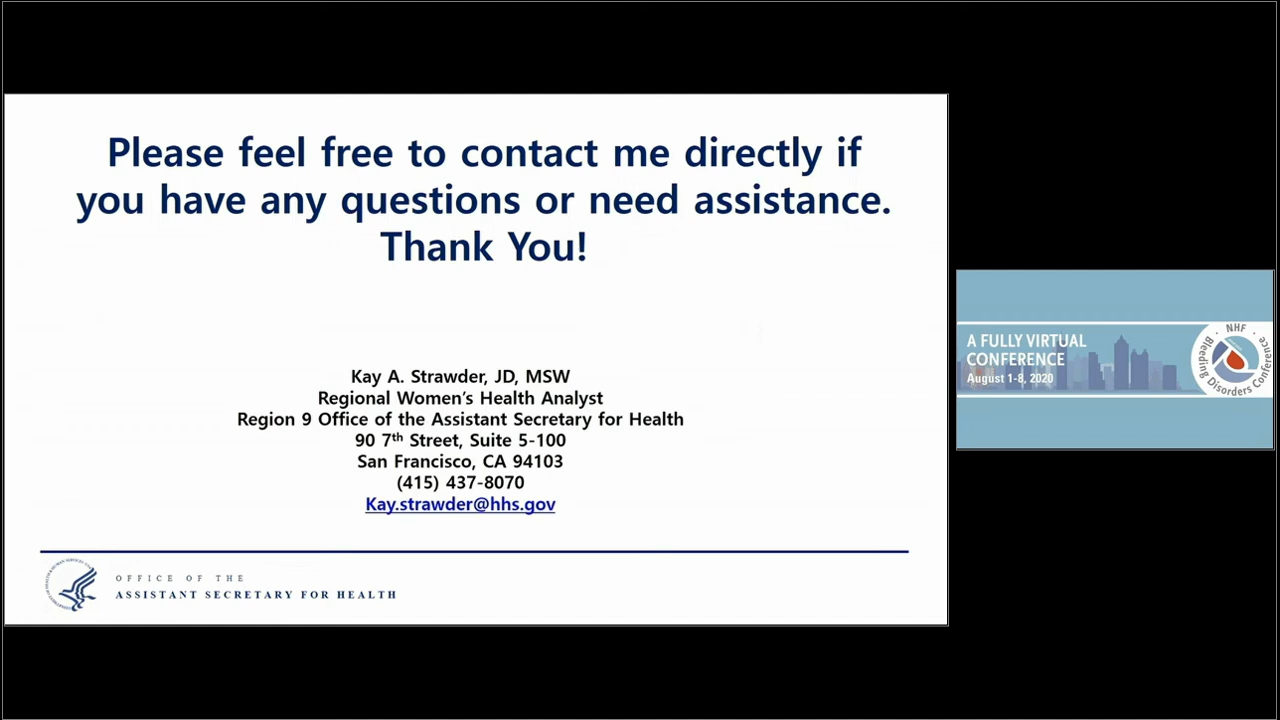 Please feel free to contact me directly if
you have any questions or need assistance.
Thank You!
Kay A. Strawder, JD, MSW
Regional Women's Health Analyst
Region 9 Office of the Assistant Secretary for Health
90 7th Street, Suite 5-100
San Francisco, CA 94103
(415) 437-8070
Kay.strawder@hhs.gov
OFFICE OF THE
ASSISTANT SECRETARY FOR HEALTH
A FULLY VIRTUAL
CONFERENCE
August 1-8, 2020
· NHF ·
Bleeding Disorders Conference